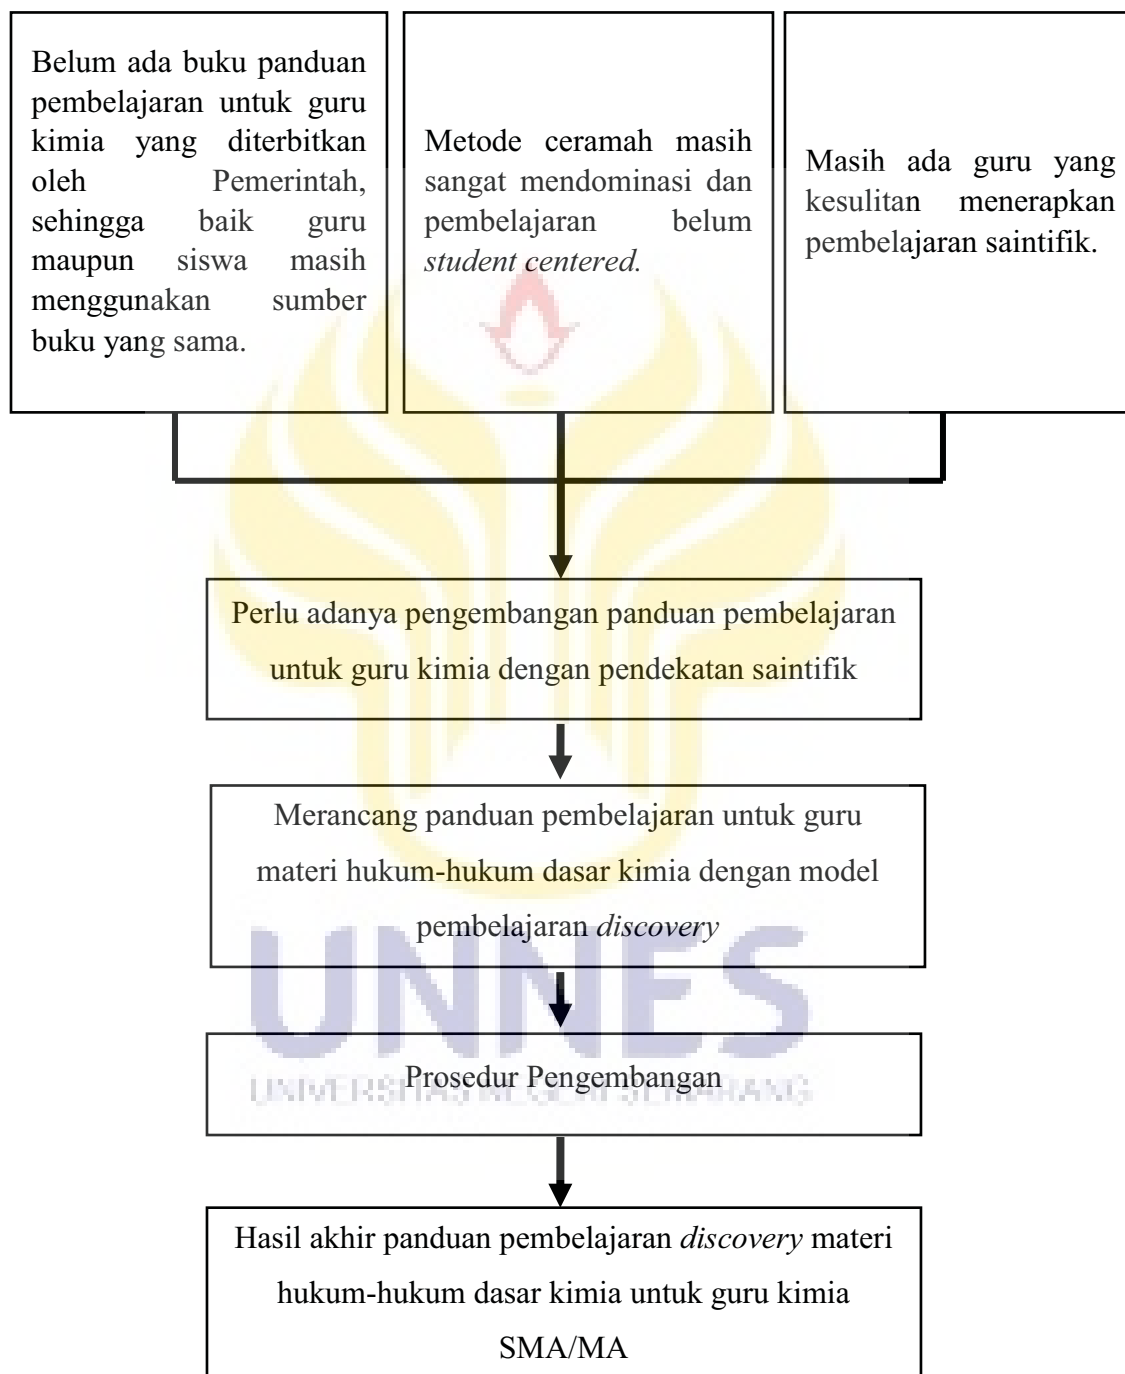 Belum ada buku panduan
pembelajaran untuk guru
kimia yang diterbitkan
oleh Pemerintah,
sehingga baik guru
maupun siswa masih
menggunakan sumber
buku yang sama.
Metode ceramah masih
sangat mendominasi dan
pembelajaran belum
student centered.
Masih ada guru yang
kesulitan menerapkan
pembelajaran saintifik.
Perlu adanya pengembangan panduan pembelajaran
untuk guru kimia dengan pendekatan saintifik
Merancang panduan pembelajaran untuk guru
materi hukum-hukum dasar kimia dengan model
pembelajaran discovery
UNNES
Prosedur Pengembangan
UNIVERSITAS NEGERI SEMARANG
Hasil akhir panduan pembelajaran discovery materi
hukum-hukum dasar kimia untuk guru kimia
SMA/MA